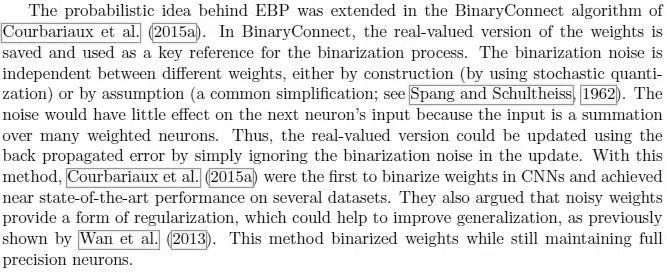 The probabilistic idea behind EBP was extended in the BinaryConnect algorithm of
Courbariaux et al. (2015a). In BinaryConnect, the real-valued version of the weights is
saved and used as a key reference for the binarization process. The binarization noise is
independent between different weights, either by construction (by using stochastic quanti-
zation) or by assumption (a common simplification; see Spang and Schultheiss, 1962). The
noise would have little effect on the next neuron's input because the input is a summation
over many weighted neurons. Thus, the real-valued version could be updated using the
back propagated error by simply ignoring the binarization noise in the update. With this
method, Courbariaux et al. (2015a) were the first to binarize weights in CNNs and achieved
near state-of-the-art performance on several datasets. They also argued that noisy weights
provide a form of regularization, which could help to improve generalization, as previously
shown by Wan et al. (2013). This method binarized weights while still maintaining full
precision neurons.